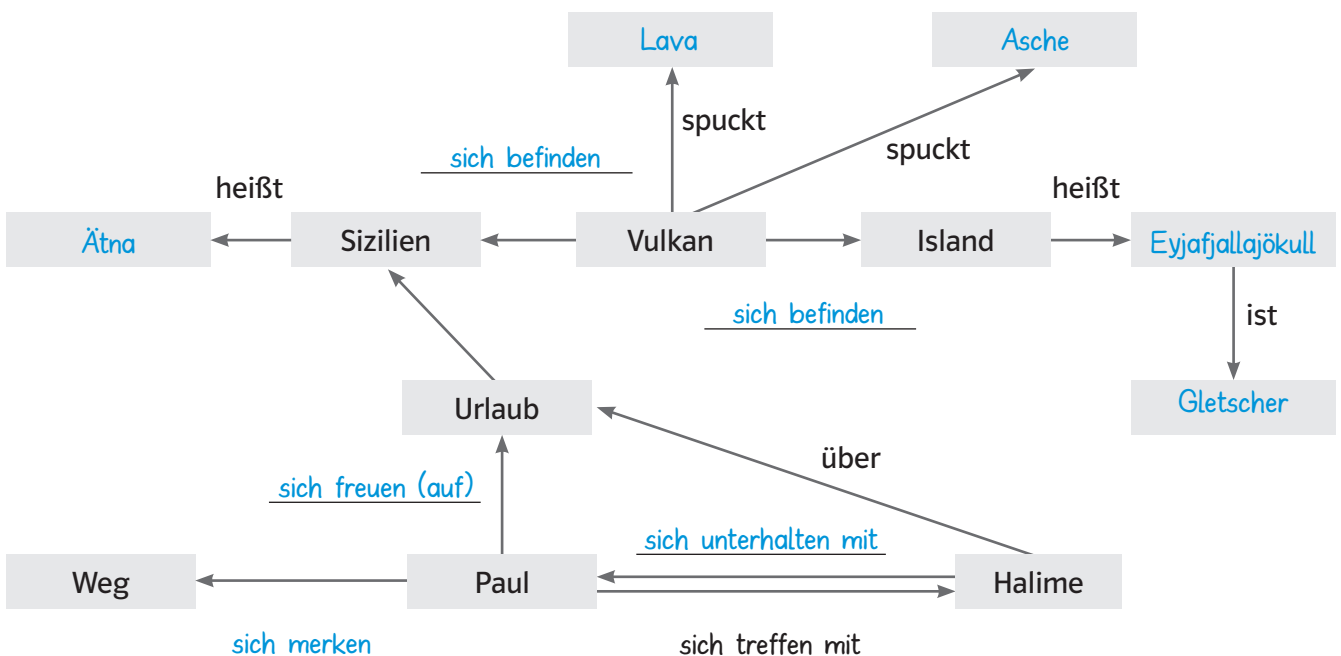 Lava
Asche
spuckt
spuckt
sich befinden
heißt
heißt
Ätna
Sizilien
Vulkan
Island
Eyjafjallajökull
sich befinden
ist
Urlaub
Gletscher
über
sich freuen (auf)
sich unterhalten mit
Weg
Paul
Halime
sich merken
sich treffen mit